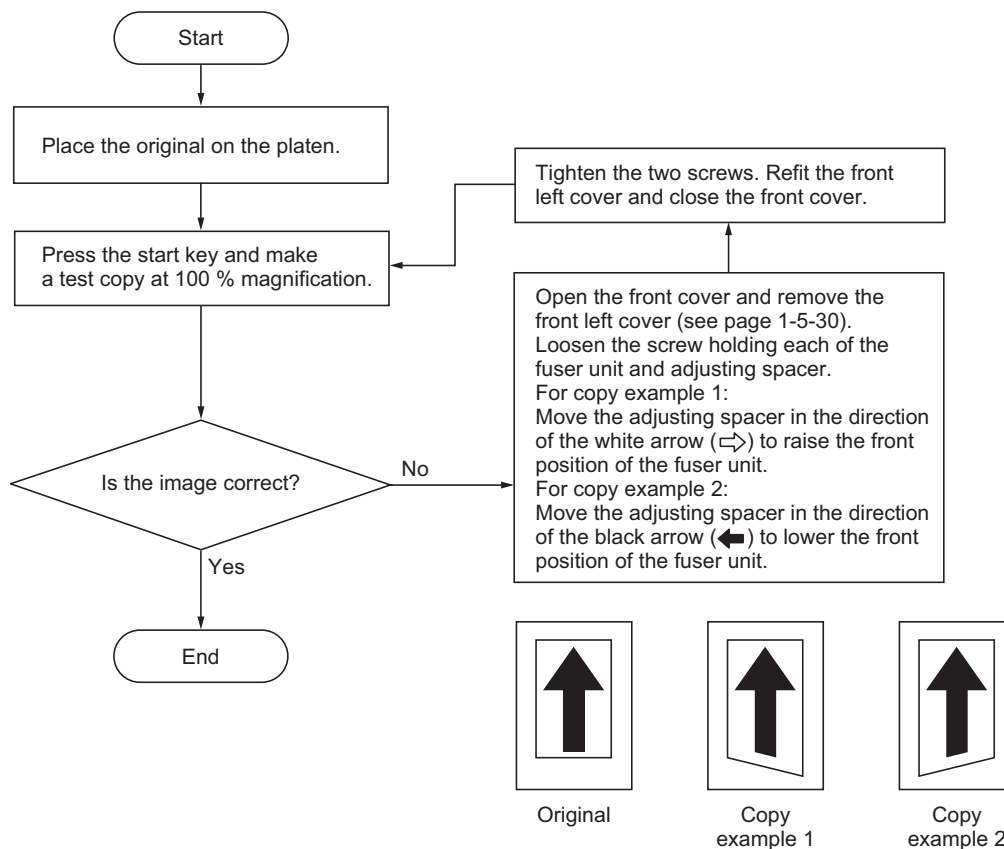 Start
Place the original on the platen.
Press the start key and make
a test copy at 100 % magnification.
Is the image correct?
No
Yes
End
Open the front cover and remove the
front left cover (see page 1-5-30).
Loosen the screw holding each of the
fuser unit and adjusting spacer.
For copy example 1:
Move the adjusting spacer in the direction
of the white arrow (⇨) to raise the front
position of the fuser unit.
For copy example 2:
Move the adjusting spacer in the direction
of the black arrow (⬅) to lower the front
position of the fuser unit.
Tighten the two screws. Refit the front
left cover and close the front cover.
Original
Copy
example 1
Copy
example 2